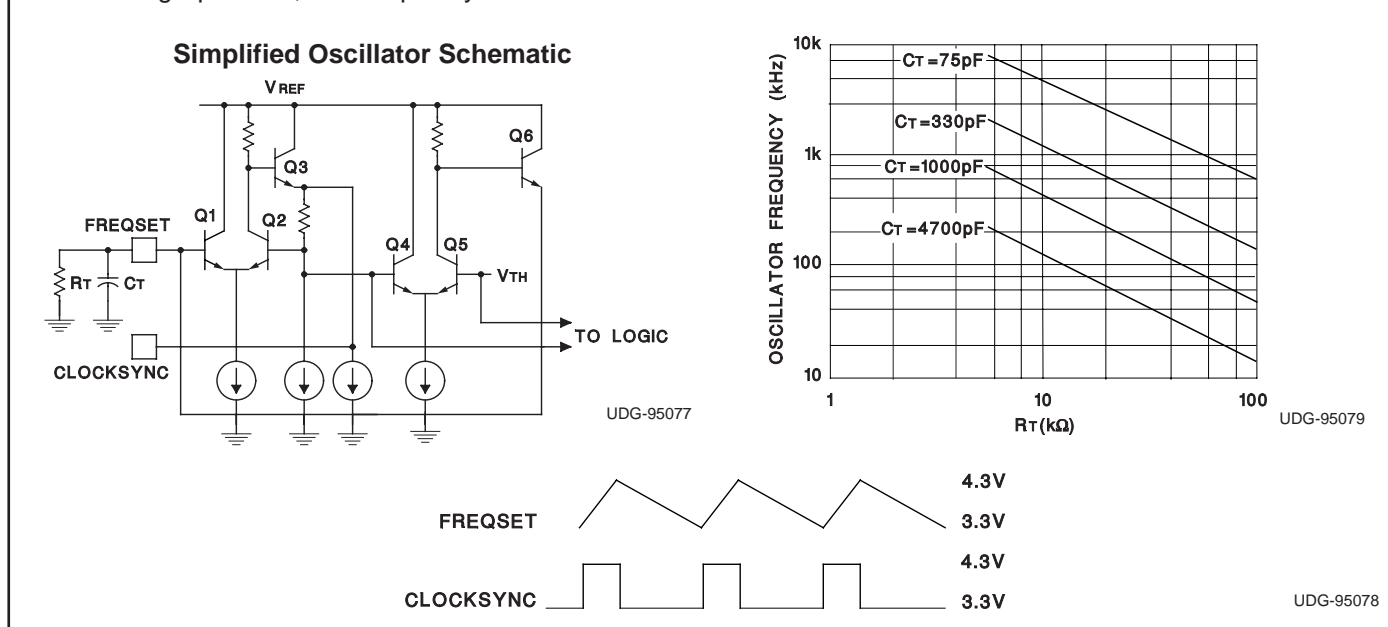 Simplified Oscillator Schematic
VREF
Q6
Q3
Q1
Q2
FREQSET
Q4
Q5
RT
CT
VTH
TO LOGIC
CLOCKSYNC
UDG-95077
OSCILLATOR FREQUENCY (kHz)
10k
1k
100
10
CT=75pF
CT=330pF
CT=1000pF
CT=4700pF
1
10
100
RT(kΩ)
UDG-95079
FREQSET
4.3V
3.3V
CLOCKSYNC
4.3V
3.3V
UDG-95078